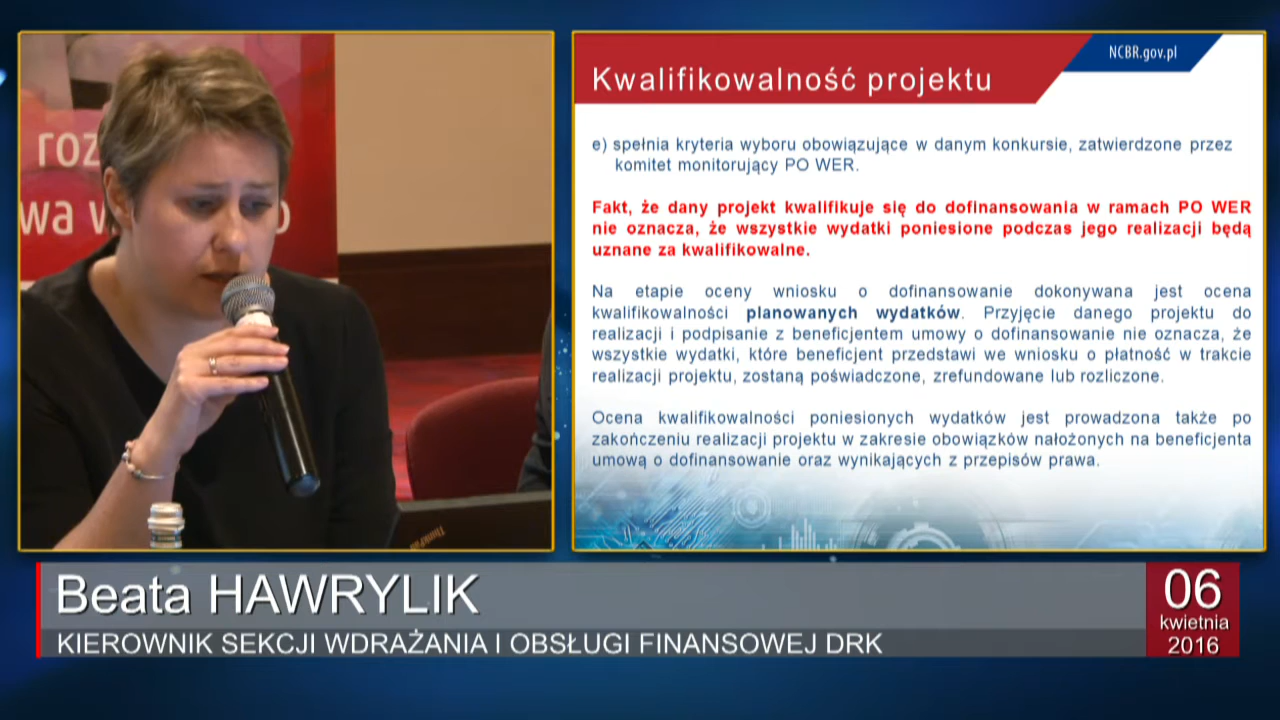 roz
wa w
o
NCBR.gov.pl
Kwalifikowalność projektu
e) spełnia kryteria wyboru obowiązujące w danym konkursie, zatwierdzone przez
komitet monitorujący PO WER.
Fakt, że dany projekt kwalifikuje się do dofinansowania w ramach PO WER
nie oznacza, że wszystkie wydatki poniesione podczas jego realizacji będą
uznane za kwalifikowalne.
Na etapie oceny wniosku o dofinansowanie dokonywana jest ocena
kwalifikowalności planowanych wydatków. Przyjęcie danego projektu do
realizacji i podpisanie z beneficjentem umowy o dofinansowanie nie oznacza, że
wszystkie wydatki, które beneficjent przedstawi we wniosku o płatność w trakcie
realizacji projektu, zostaną poświadczone, zrefundowane lub rozliczone.
Ocena kwalifikowalności poniesionych wydatków jest prowadzona także po
zakończeniu realizacji projektu w zakresie obowiązków nałożonych na beneficjenta
umową o dofinansowanie oraz wynikających z przepisów prawa.
Beata HAWRYLIK
KIEROWNIK SEKCJI WDRAŻANIA I OBSŁUGI FINANSOWEJ DRK
06
kwietnia
2016